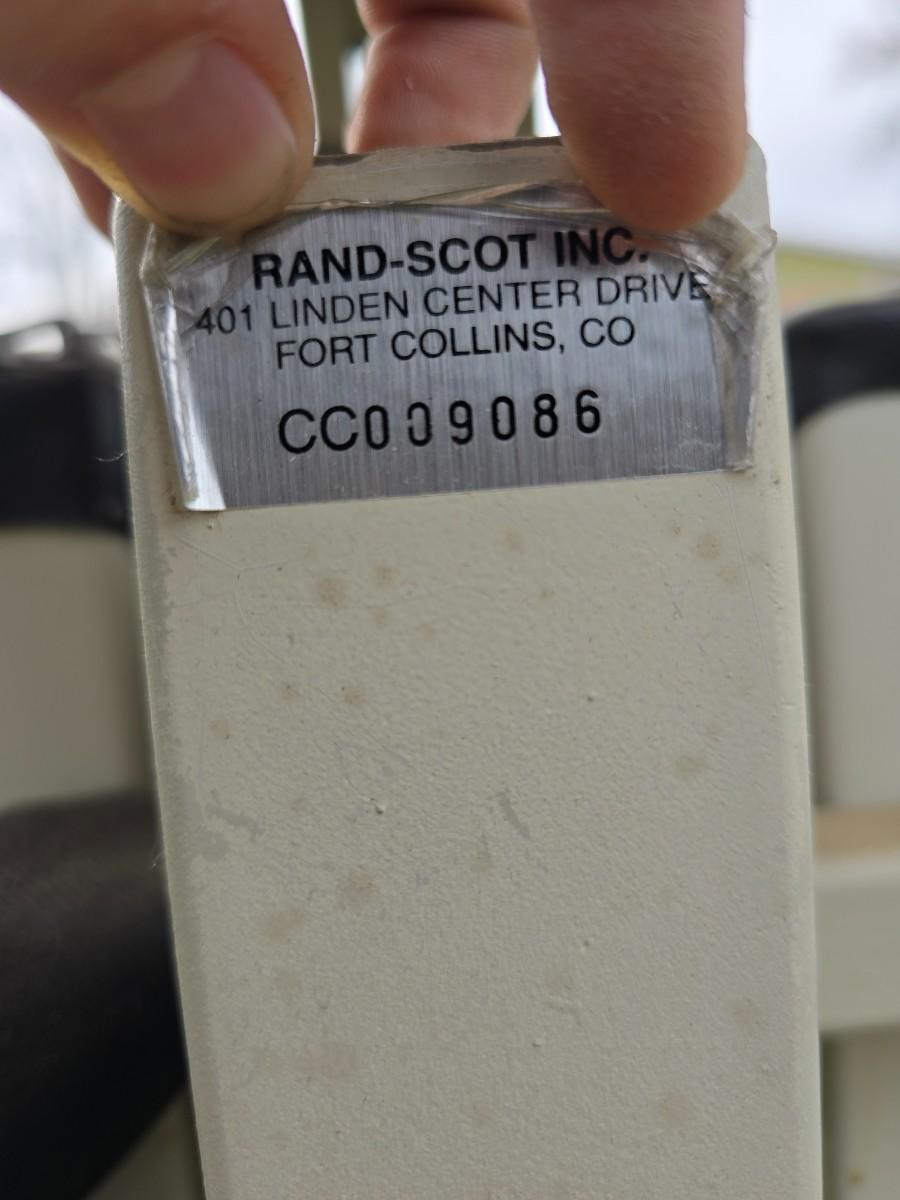 RAND-SCOT INC.
401 LINDEN CENTER DRIVE
FORT COLLINS, CO
CC009086